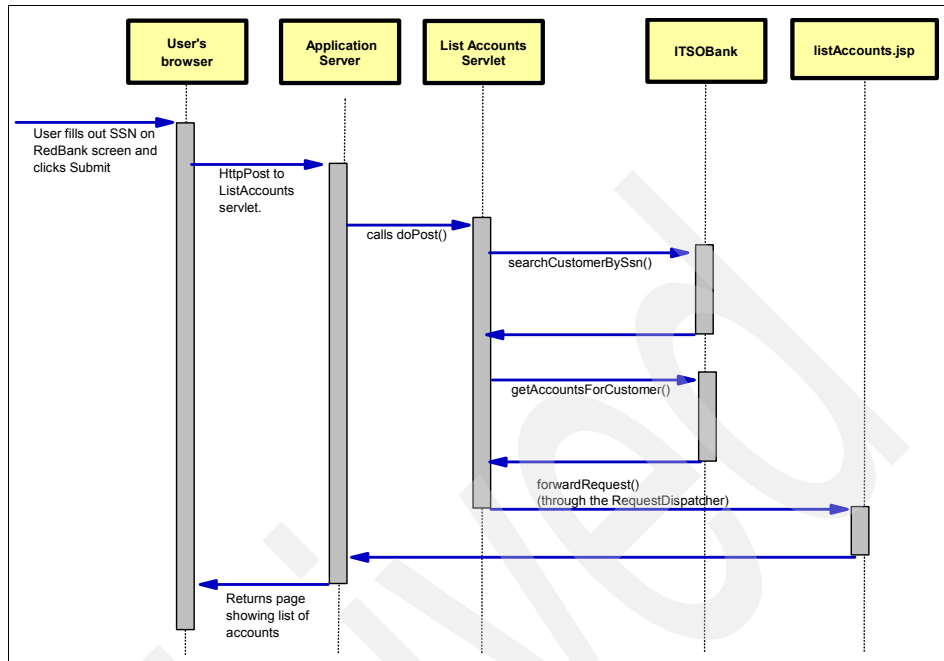 User's
browser
Application
Server
List Accounts
Servlet
ITSOBank
listAccounts.jsp
User fills out SSN on
RedBank screen and
clicks Submit
HttpPost to
ListAccounts
servlet.
calls doPost()
searchCustomerBySsn()
getAccountsForCustomer()
forwardRequest()
(through the RequestDispatcher)
Returns page
showing list of
accounts